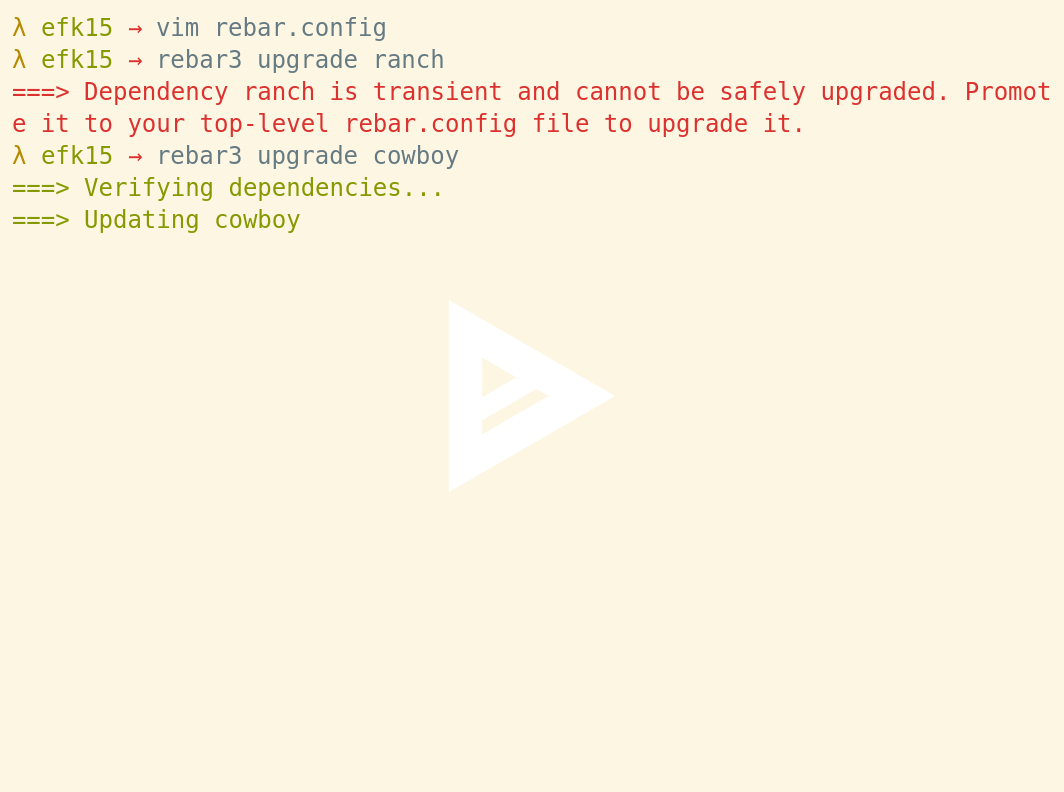 λ efk15 → vim rebar.config
λ efk15 → rebar3 upgrade ranch
===> Dependency ranch is transient and cannot be safely upgraded. Promot
e it to your top-level rebar.config file to upgrade it.
λ efk15 → rebar3 upgrade cowboy
===> Verifying dependencies...
===> Updating cowboy